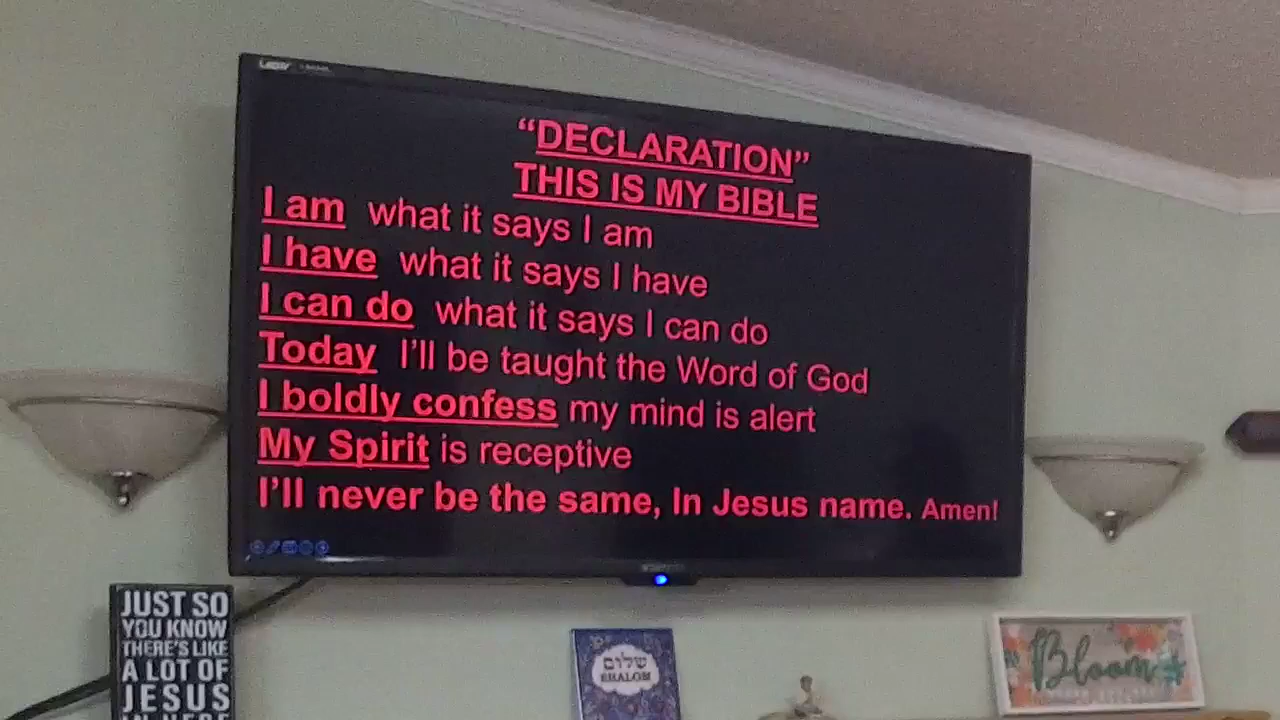 “DECLARATION”
THIS IS MY BIBLE
I am what it says I am
I have what it says I have
I can do what it says I can do
Today I’ll be taught the Word of God
I boldly confess my mind is alert
My Spirit is receptive
I’ll never be the same, In Jesus name. Amen!
JUST SO
YOU KNOW
THERE'S LIKE
A LOT OF
JESUS
IN HERE
שלום
SHALOM
Bloom